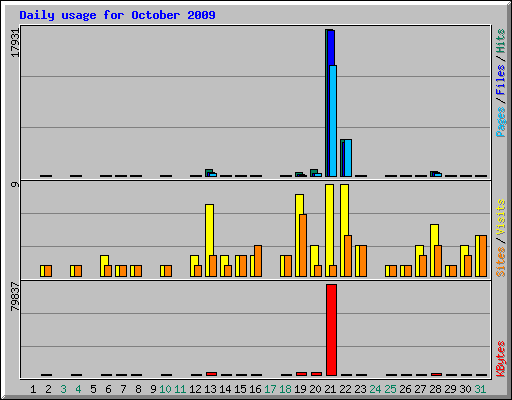 Daily usage for October 2009
17931
Pages / Files / Hits
9
Sites / Visits
79837
KBytes
1 2 3 4 5 6 7 8 9 10 11 12 13 14 15 16 17 18 19 20 21 22 23 24 25 26 27 28 29 30 31